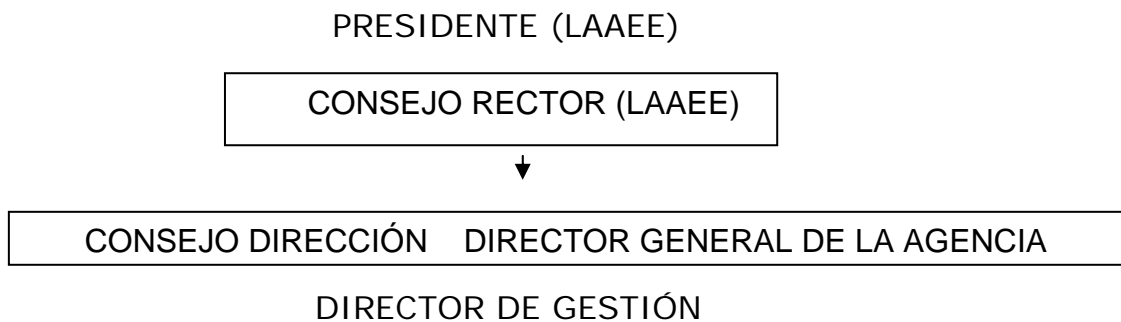 PRESIDENTE (LAAEE)
CONSEJO RECTOR (LAAEE)
CONSEJO DIRECCIÓN DIRECTOR GENERAL DE LA AGENCIA
DIRECTOR DE GESTIÓN